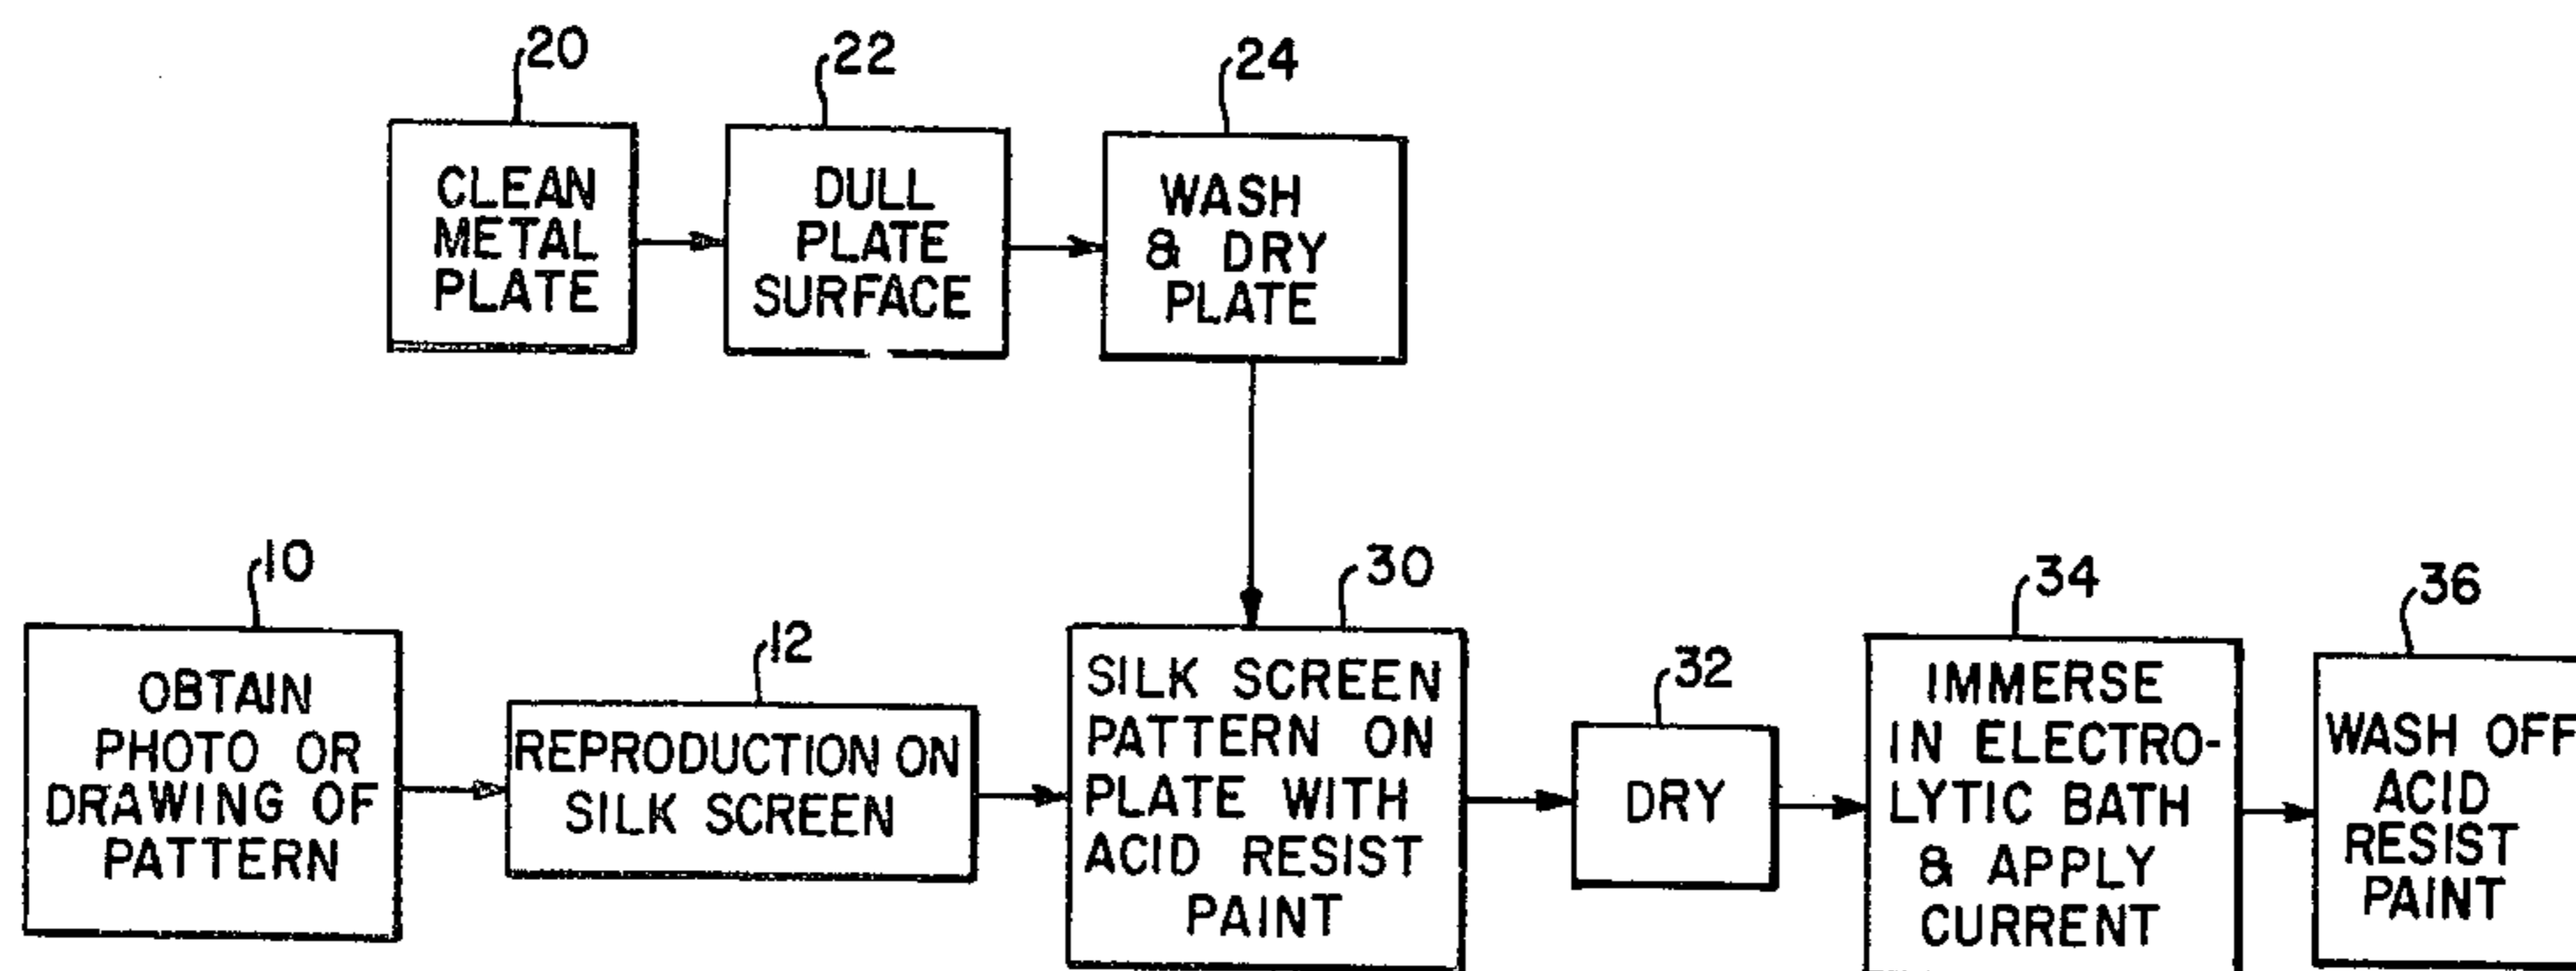 20
CLEAN
METAL
PLATE
22
DULL
PLATE
SURFACE
24
WASH
& DRY
PLATE
10
OBTAIN
PHOTO OR
DRAWING OF
PATTERN
12
REPRODUCTION ON
SILK SCREEN
30
SILK SCREEN
PATTERN ON
PLATE WITH
ACID RESIST
PAINT
32
DRY
34
IMMERSE
IN ELECTRO-
LYTIC BATH
& APPLY
CURRENT
36
WASH OFF
ACID
RESIST
PAINT